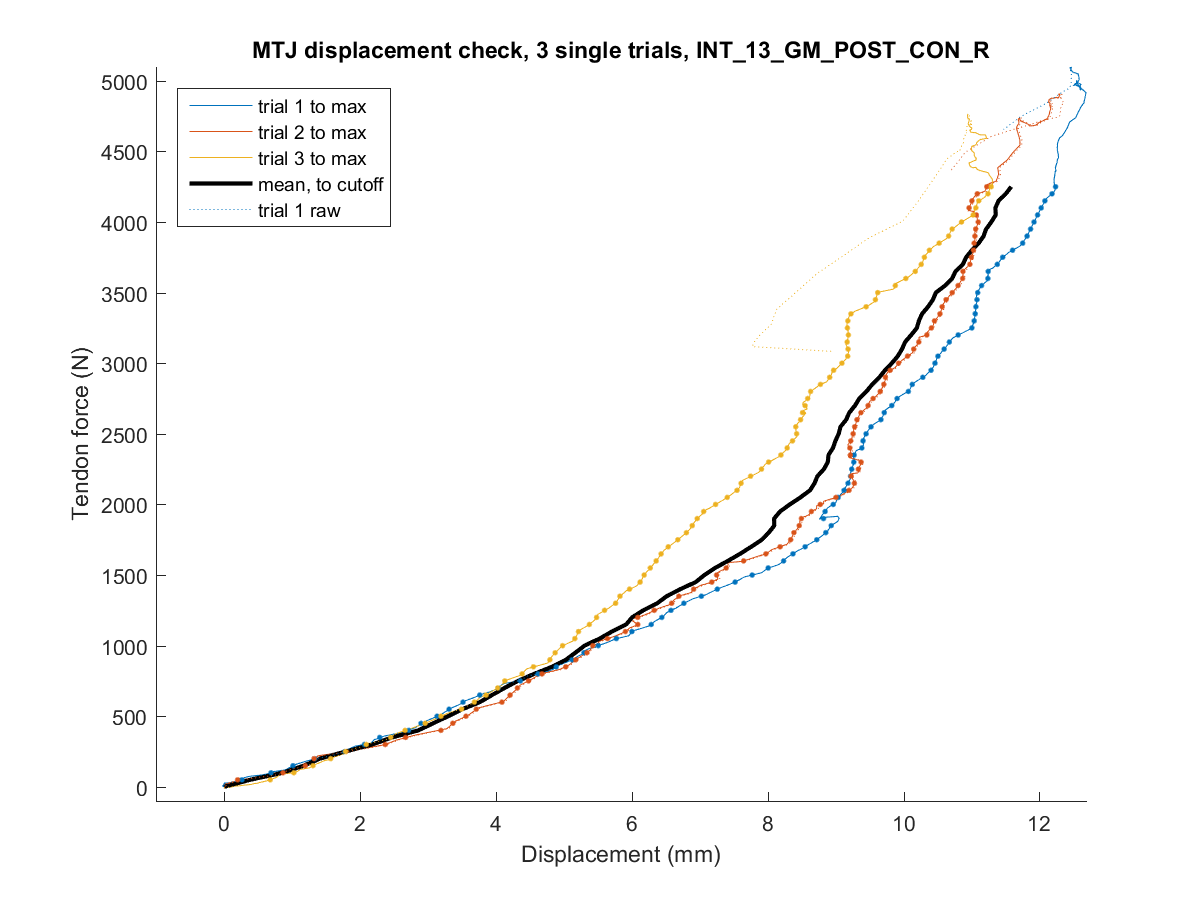 MTJ displacement check, 3 single trials, INT_13_GM_POST_CON_R
trial 1 to max
trial 2 to max
trial 3 to max
mean, to cutoff
trial 1 raw
5000
4500
4000
3500
3000
2500
2000
1500
1000
500
0
Tendon force (N)
0 2 4 6 8 10 12
Displacement (mm)